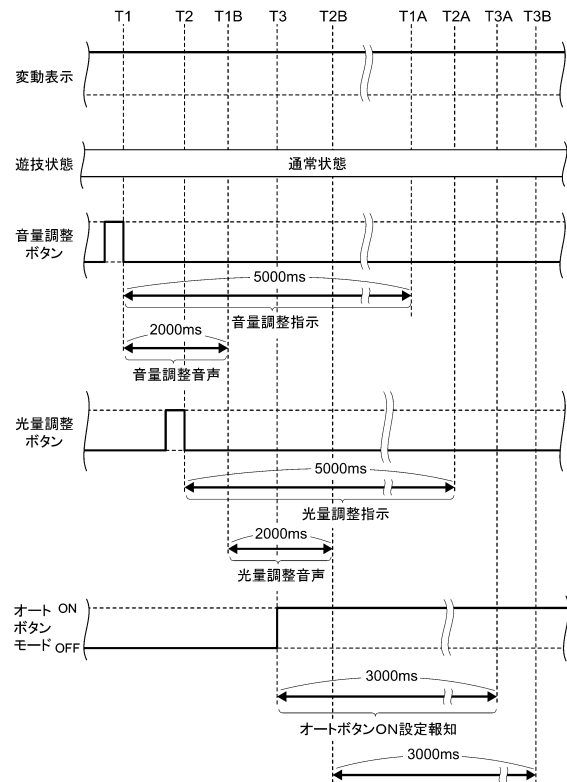 T1 T2 T1B T3 T2B T1A T2A T3A T3B
変動表示
遊技状態
通常状態
音量調整
ボタン
5000ms
音量調整指示
2000ms
音量調整音声
光量調整
ボタン
5000ms
光量調整指示
2000ms
光量調整音声
オート ON
ボタン
モード OFF
3000ms
オートボタンON設定報知
3000ms